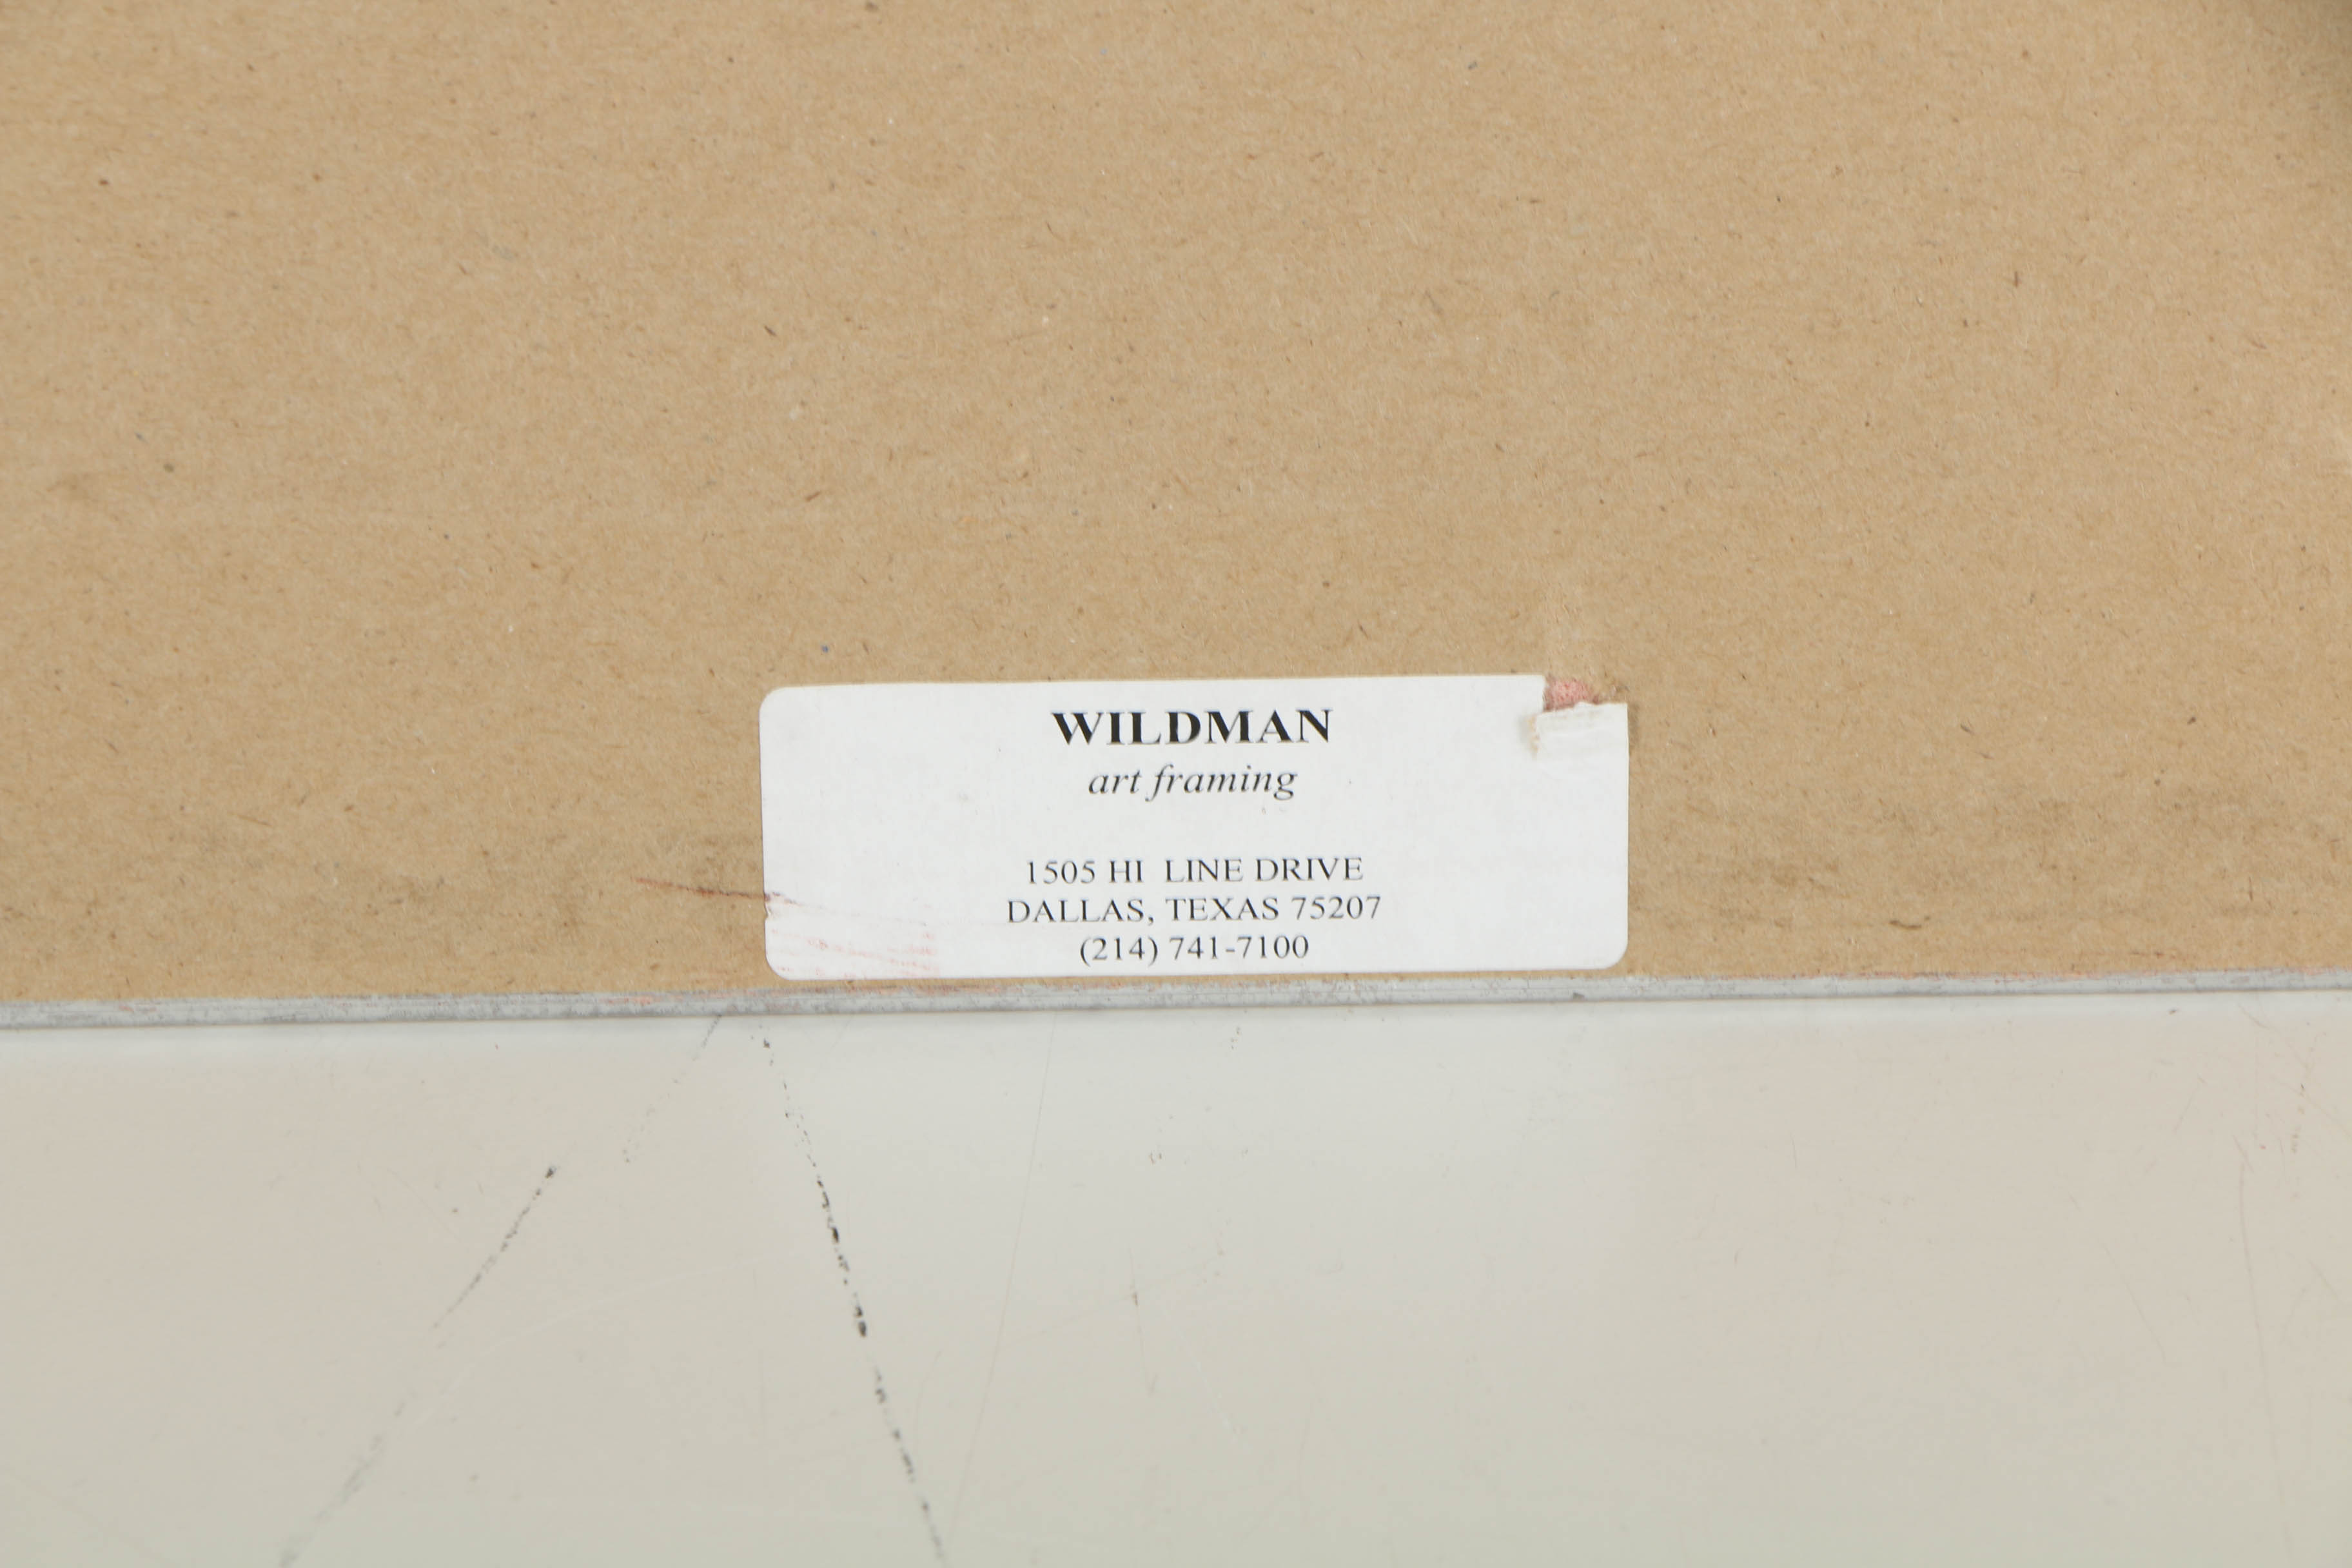 WILDMAN
art framing
1505 HI LINE DRIVE
DALLAS, TEXAS 75207
(214) 741-7100